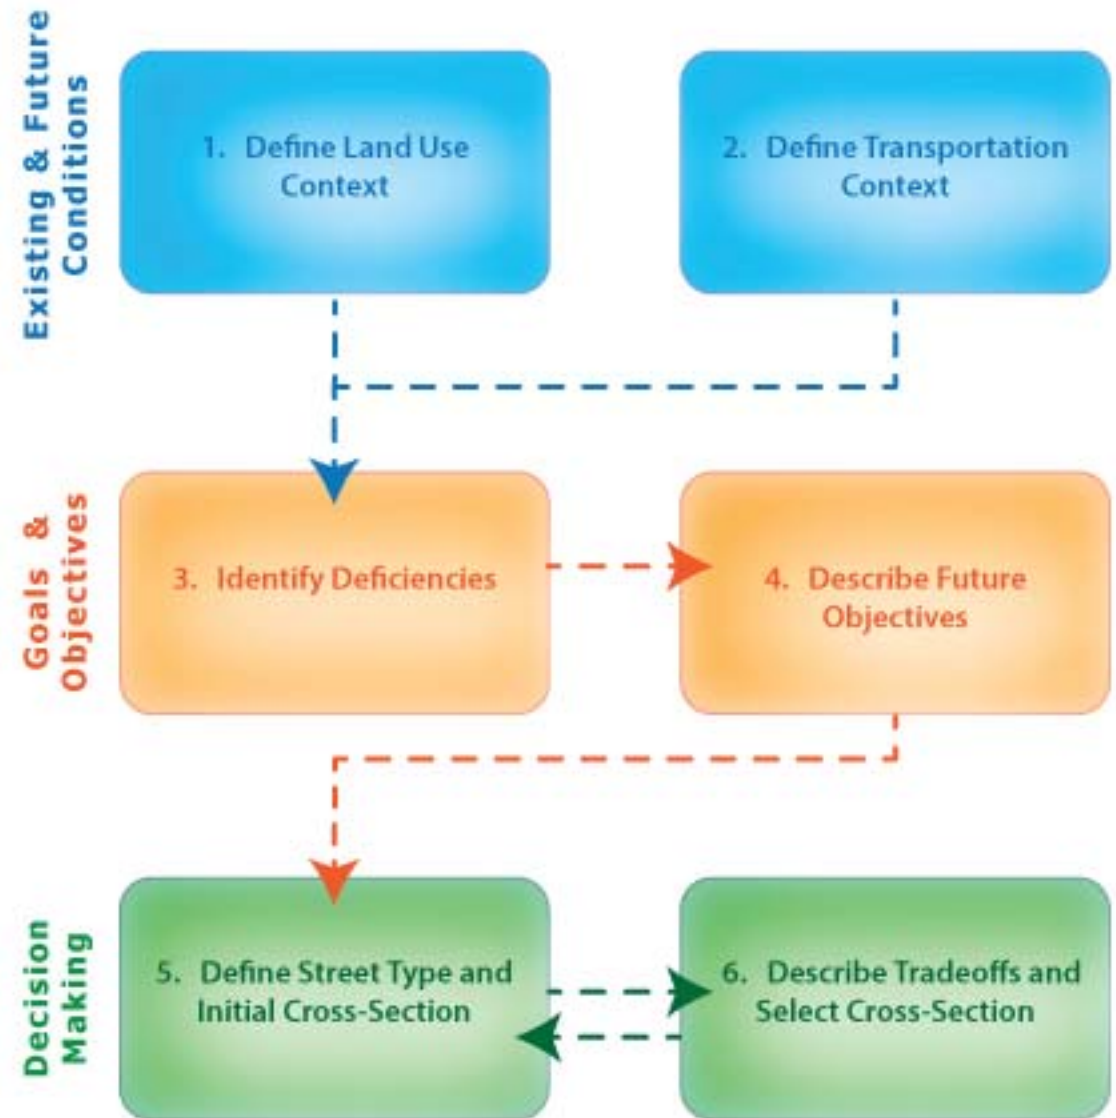 Existing & Future
Conditions
1. Define Land Use
Context
2. Define Transportation
Context
Goals &
Objectives
3. Identify Deficiencies
4. Describe Future
Objectives
Decision
Making
5. Define Street Type and
Initial Cross-Section
6. Describe Tradeoffs and
Select Cross-Section